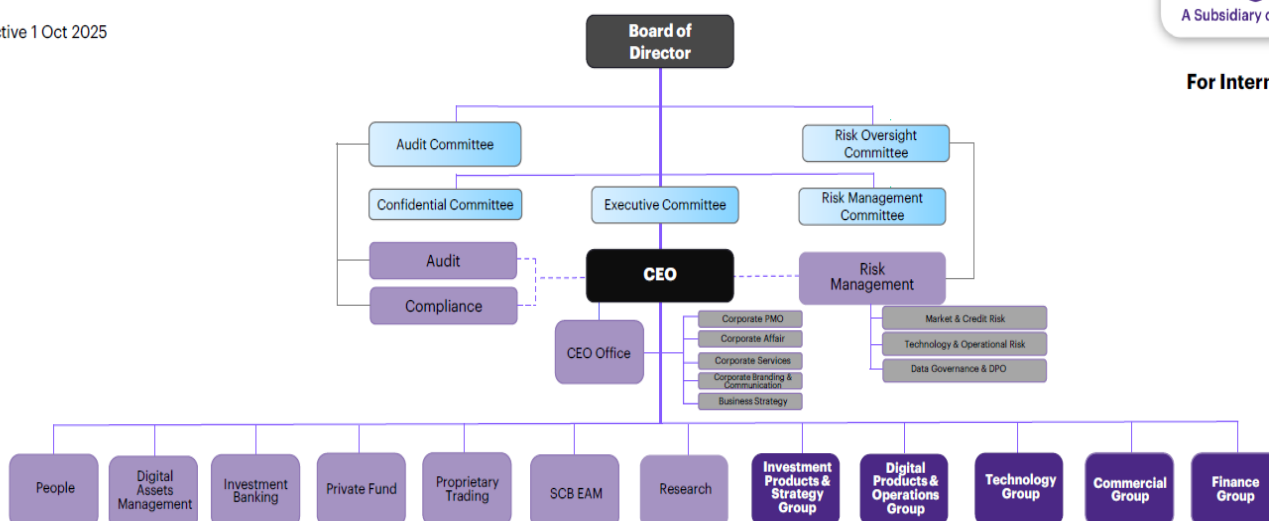 ctive 1 Oct 2025
A Subsidiary o
For Intern
Board of
Director
Audit Committee
Risk Oversight
Committee
Confidential Committee
Executive Committee
Risk Management
Committee
Audit
CEO
Risk
Management
Compliance
CEO Office
Corporate PMO
Corporate Affair
Corporate Services
Corporate Branding &
Communication
Business Strategy
Market & Credit Risk
Technology & Operational Risk
Data Governance & DPO
People
Digital
Assets
Management
Investment
Banking
Private Fund
Proprietary
Trading
SCB EAM
Research
Investment
Products &
Strategy
Group
Digital
Products &
Operations
Group
Technology
Group
Commercial
Group
Finance
Group